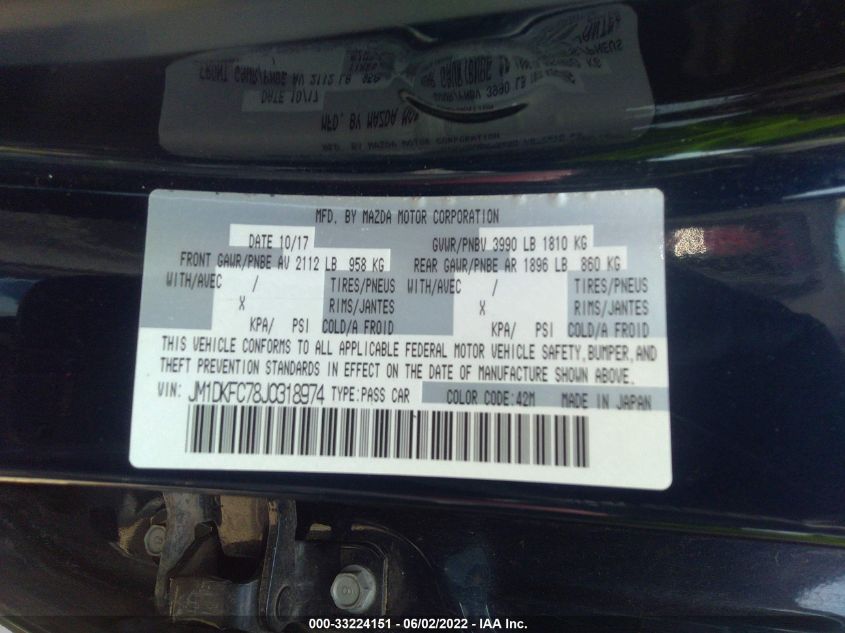 MFD. BY MAZDA MOTOR CORPORATION
DATE 10/17 GVWR/PNBV 3990 LB 1810 KG
FRONT GAWR/PNBE AV 2112 LB 958 KG REAR GAWR/PNBE AR 1896 LB 860 KG
WITH/AVEC / TIRES/PNEUS WITH/AVEC / TIRES/PNEUS
X RIMS/JANTES X RIMS/JANTES
KPA/ PSI COLD/A FROID KPA/ PSI COLD/A FROID
THIS VEHICLE CONFORMS TO ALL APPLICABLE FEDERAL MOTOR VEHICLE SAFETY, BUMPER, AND
THEFT PREVENTION STANDARDS IN EFFECT ON THE DATE OF MANUFACTURE SHOWN ABOVE.
VIN: JM1DKFC78J0318974 TYPE:PASS CAR COLOR CODE:42M MADE IN JAPAN
000-33224151 - 06/02/2022 - IAA Inc.